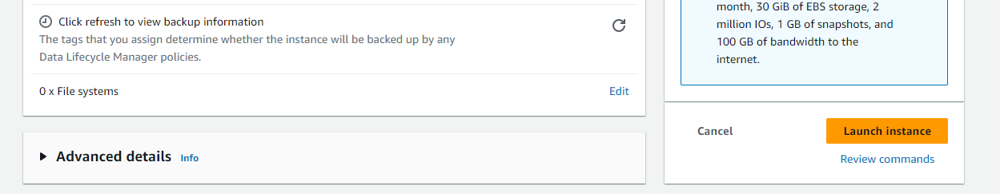 Click refresh to view backup information
The tags that you assign determine whether the instance will be backed up by any
Data Lifecycle Manager policies.
0 x File systems
Edit
Advanced details Info
month, 30 GiB of EBS storage, 2
million IOs, 1 GB of snapshots, and
100 GB of bandwidth to the
internet.
Cancel
Launch instance
Review commands